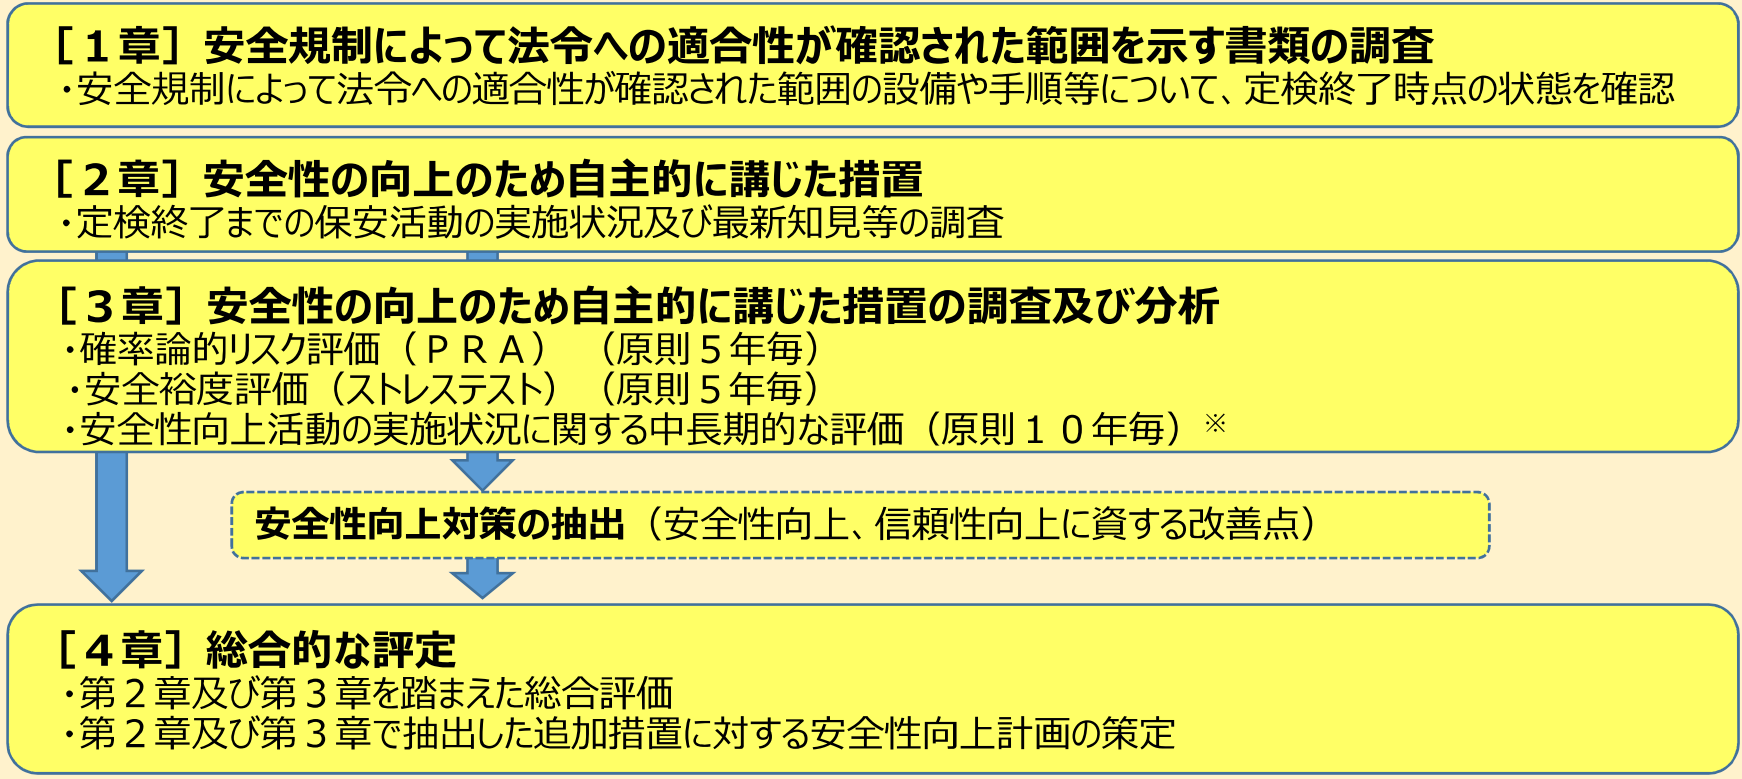 ［１章］安全規制によって法令への適合性が確認された範囲を示す書類の調査
・安全規制によって法令への適合性が確認された範囲の設備や手順等について、定検終了時点の状態を確認
［２章］安全性の向上のため自主的に講じた措置
・定検終了までの保安活動の実施状況及び最新知見等の調査
［３章］安全性の向上のため自主的に講じた措置の調査及び分析
・確率論的リスク評価（ＰＲＡ）　（原則５年毎）
・安全裕度評価（ストレステスト）　（原則５年毎）
・安全性向上活動の実施状況に関する中長期的な評価（原則１０年毎）※
安全性向上対策の抽出（安全性向上、信頼性向上に資する改善点）
［４章］総合的な評定
・第２章及び第３章を踏まえた総合評価
・第２章及び第３章で抽出した追加措置に対する安全性向上計画の策定